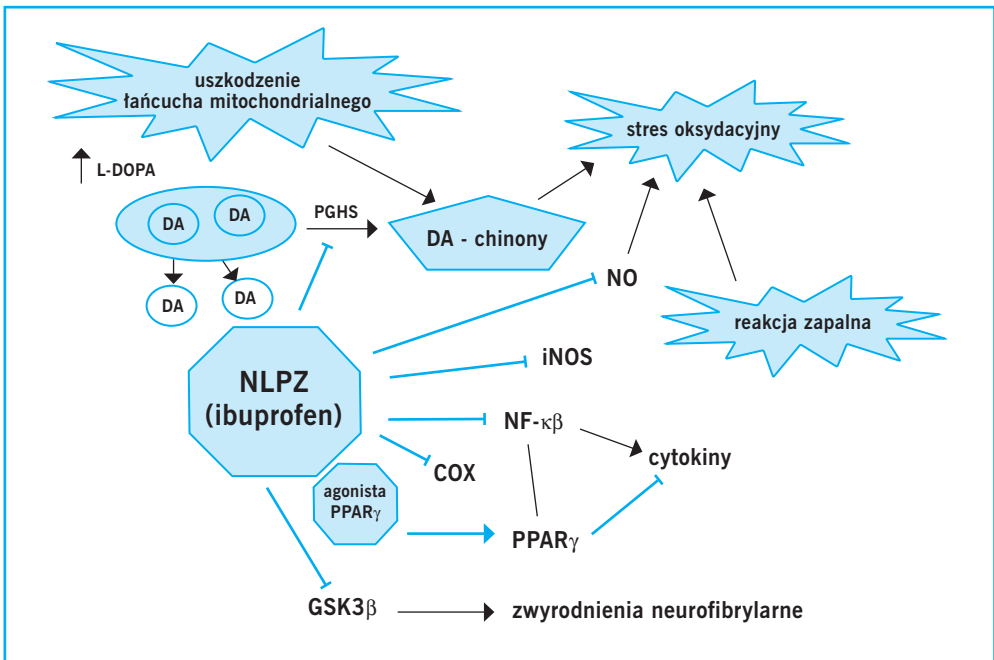 uszkodzenie
łańcucha mitochondrialnego
stres oksydacyjny
L-DOPA
DA
DA
PGHS
DA - chinony
DA
DA
NO
reakcja zapalna
iNOS
NLPZ
(ibuprofen)
NF-κβ
cytokiny
COX
agonista
PPARγ
PPARγ
GSK3β
zwyrodnienia neurofibrylarne